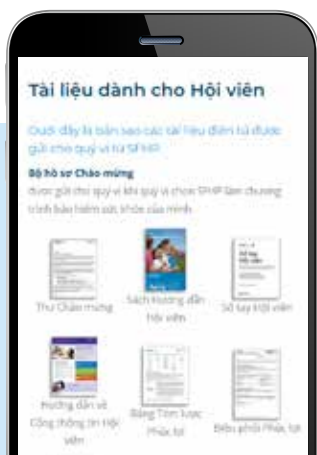 Tài liệu dành cho Hội viên
Dưới đây là bản sao các tài liệu điện tử được
gửi cho quý vị từ SFHP.
Bộ hồ sơ Chào mừng
được gửi cho quý vị khi quý vị chọn SFHP làm chương
trình bảo hiểm sức khỏe của mình
Thư Chào mừng
Sách Hướng dẫn
Hội viên
Sổ tay Hội viên
Hướng dẫn về
Cổng thông tin Hội
viên
Bảng Tóm lược
Phúc lợi
Điều phối Phúc lợi